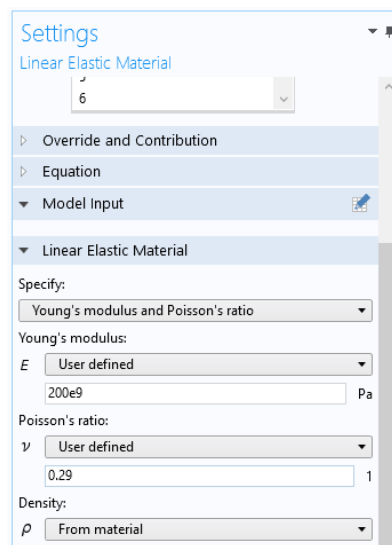 Settings
Linear Elastic Material
6
Override and Contribution
Equation
Model Input
Linear Elastic Material
Specify:
Young's modulus and Poisson's ratio
Young's modulus:
E User defined
200e9 Pa
Poisson's ratio:
ν User defined
0.29 1
Density:
ρ From material